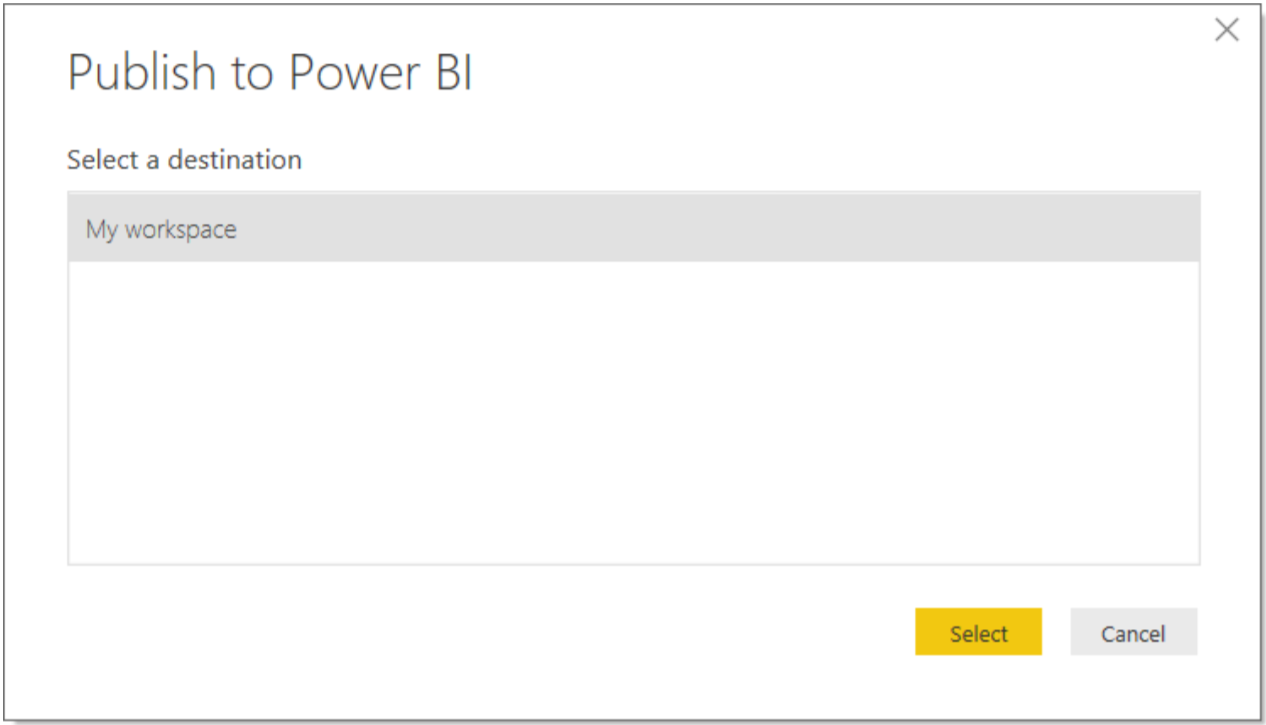 Publish to Power BI
Select a destination
My workspace
Select Cancel